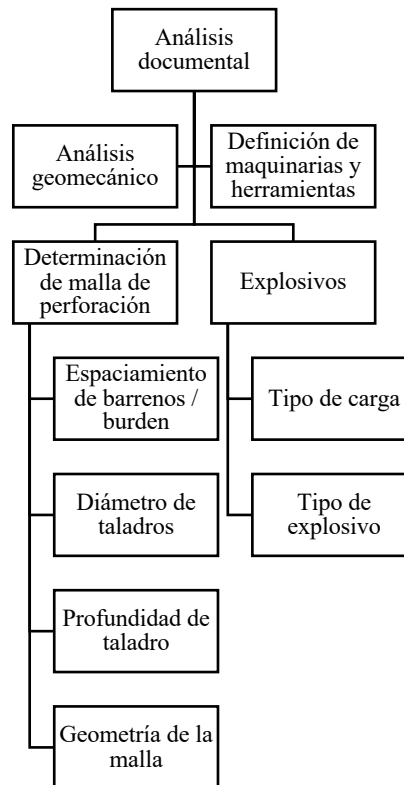 Análisis
documental
Análisis
geomecánico
Definición de
maquinarias y
herramientas
Determinación
de malla de
perforación
Explosivos
Espaciamiento
de barrenos /
burden
Tipo de carga
Diámetro de
taladros
Tipo de
explosivo
Profundidad de
taladro
Geometría de la
malla